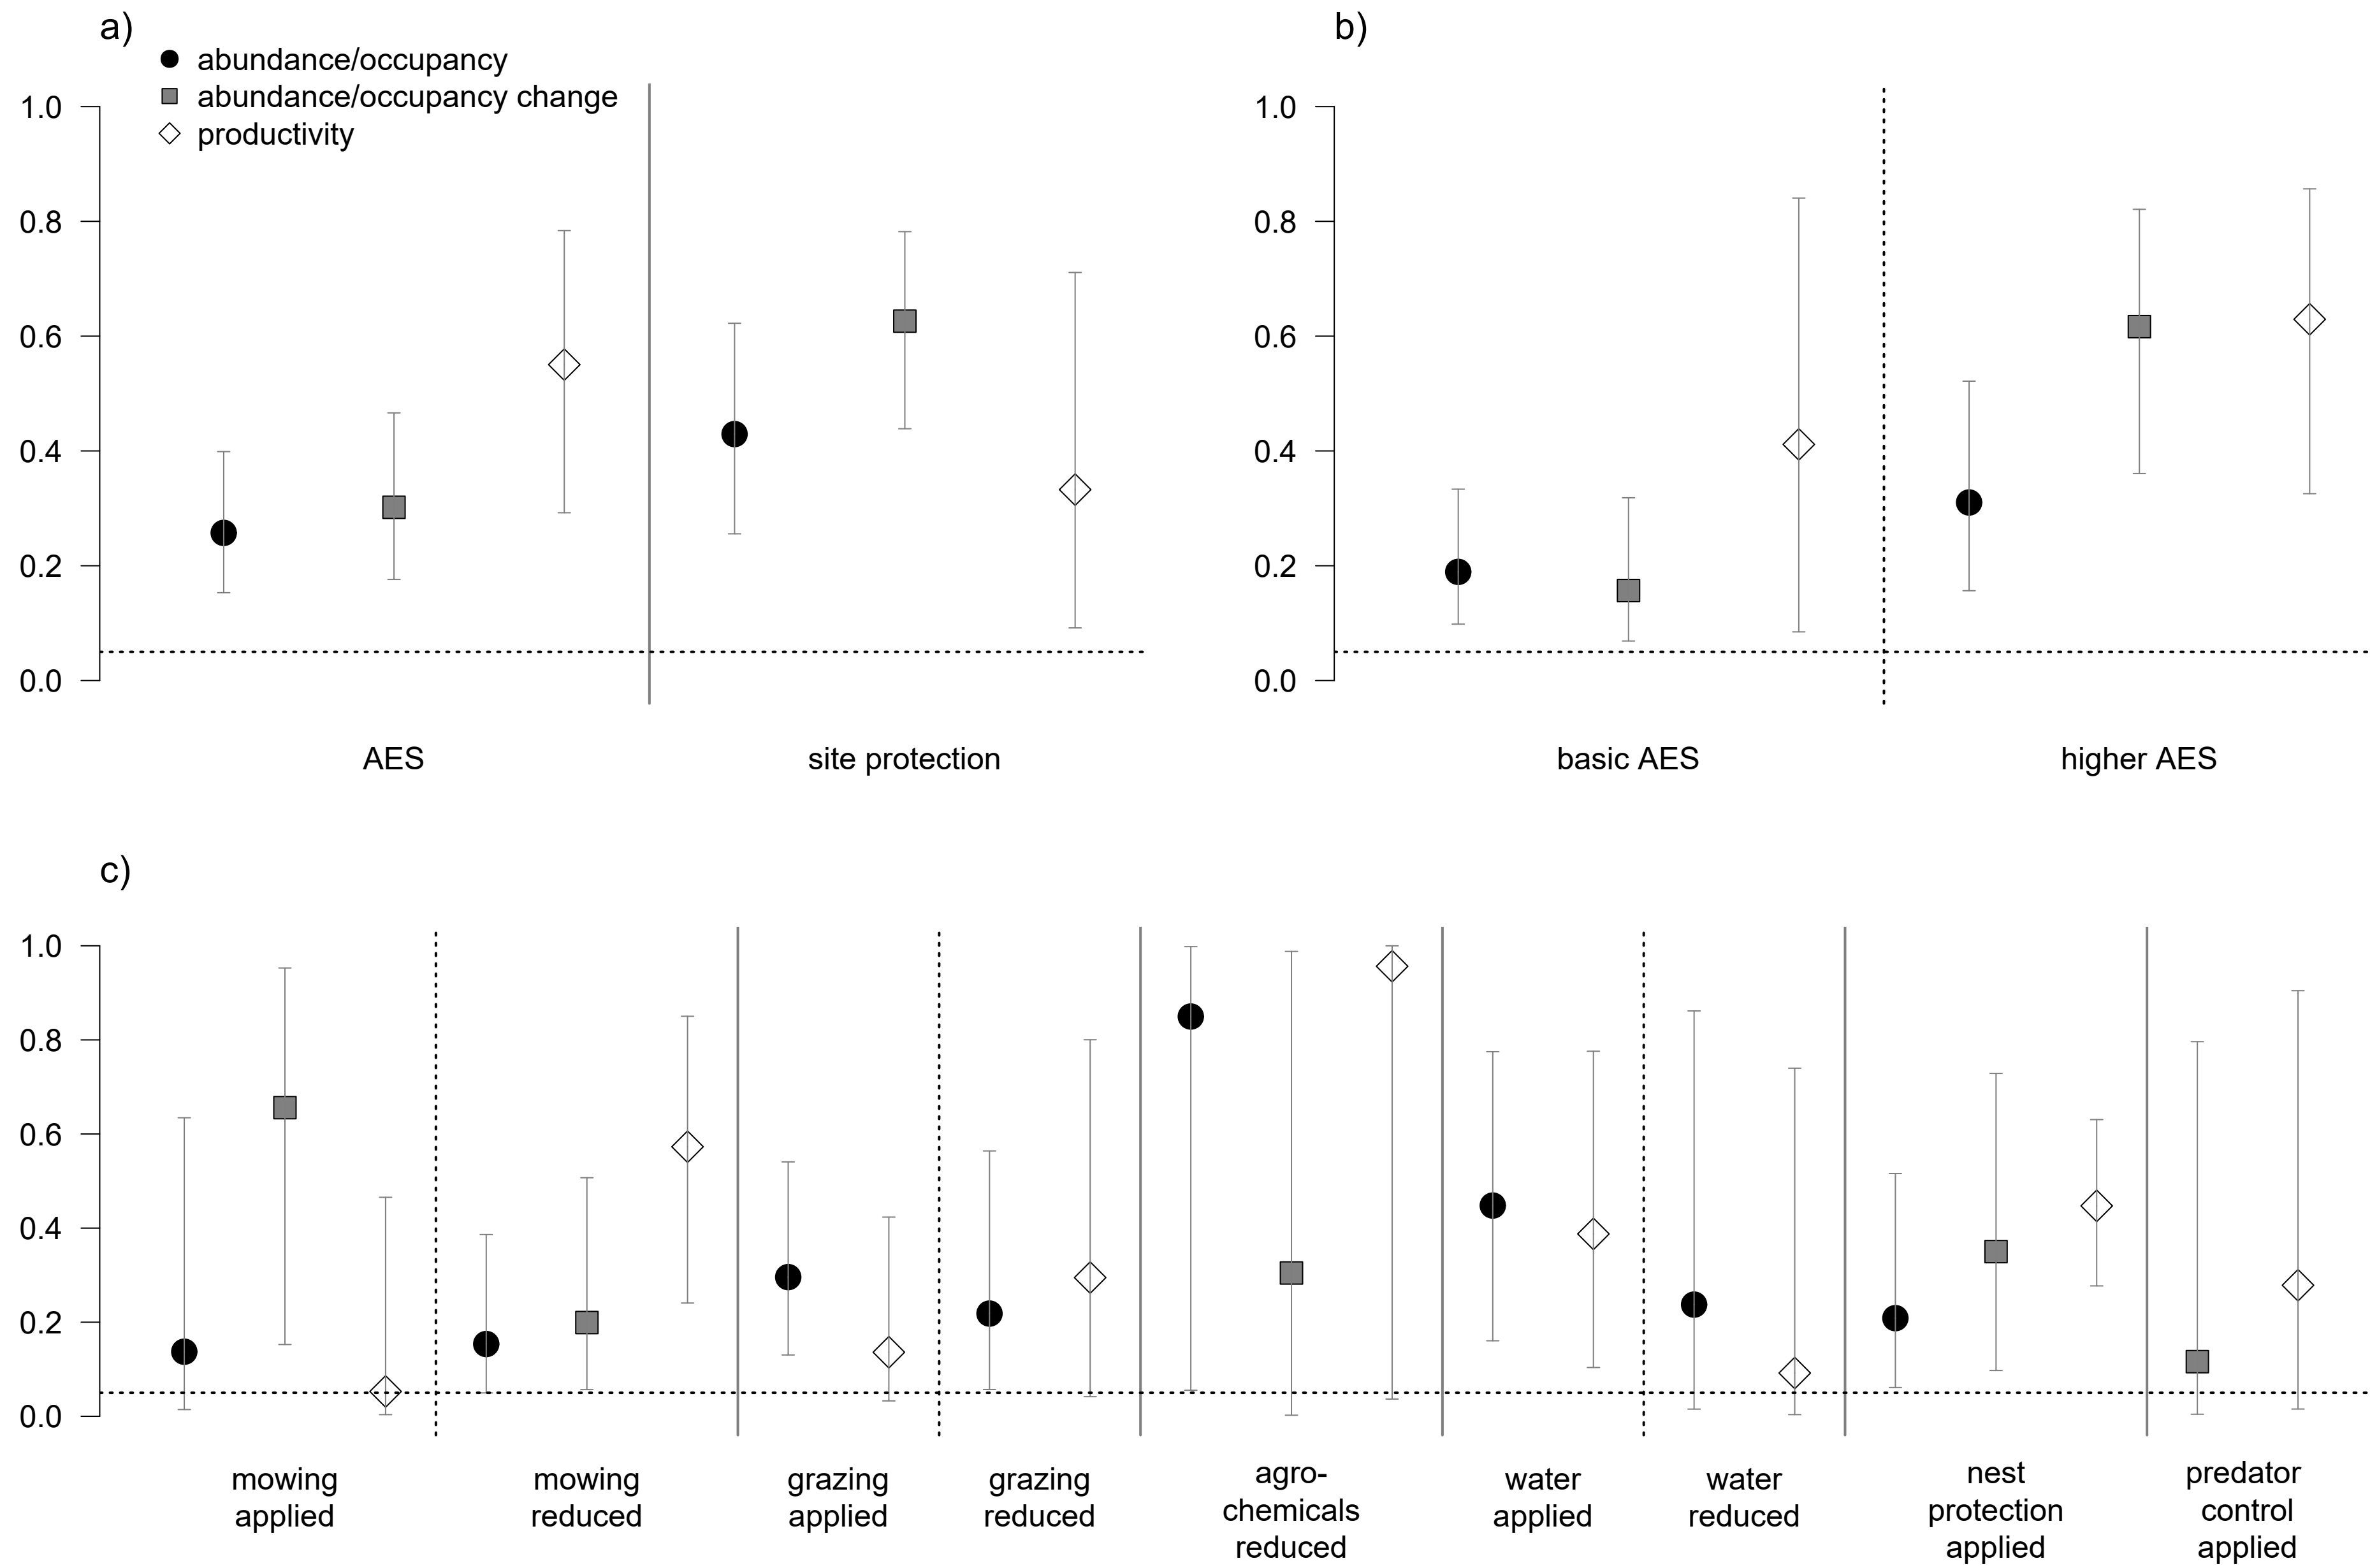 a)
abundance/occupancy
abundance/occupancy change
productivity
1.0
0.8
0.6
0.4
0.2
0.0
AES
site protection
b)
1.0
0.8
0.6
0.4
0.2
0.0
basic AES
higher AES
c)
1.0
0.8
0.6
0.4
0.2
0.0
mowing
applied
mowing
reduced
grazing
applied
grazing
reduced
agro-
chemicals
reduced
water
applied
water
reduced
nest
protection
applied
predator
control
applied